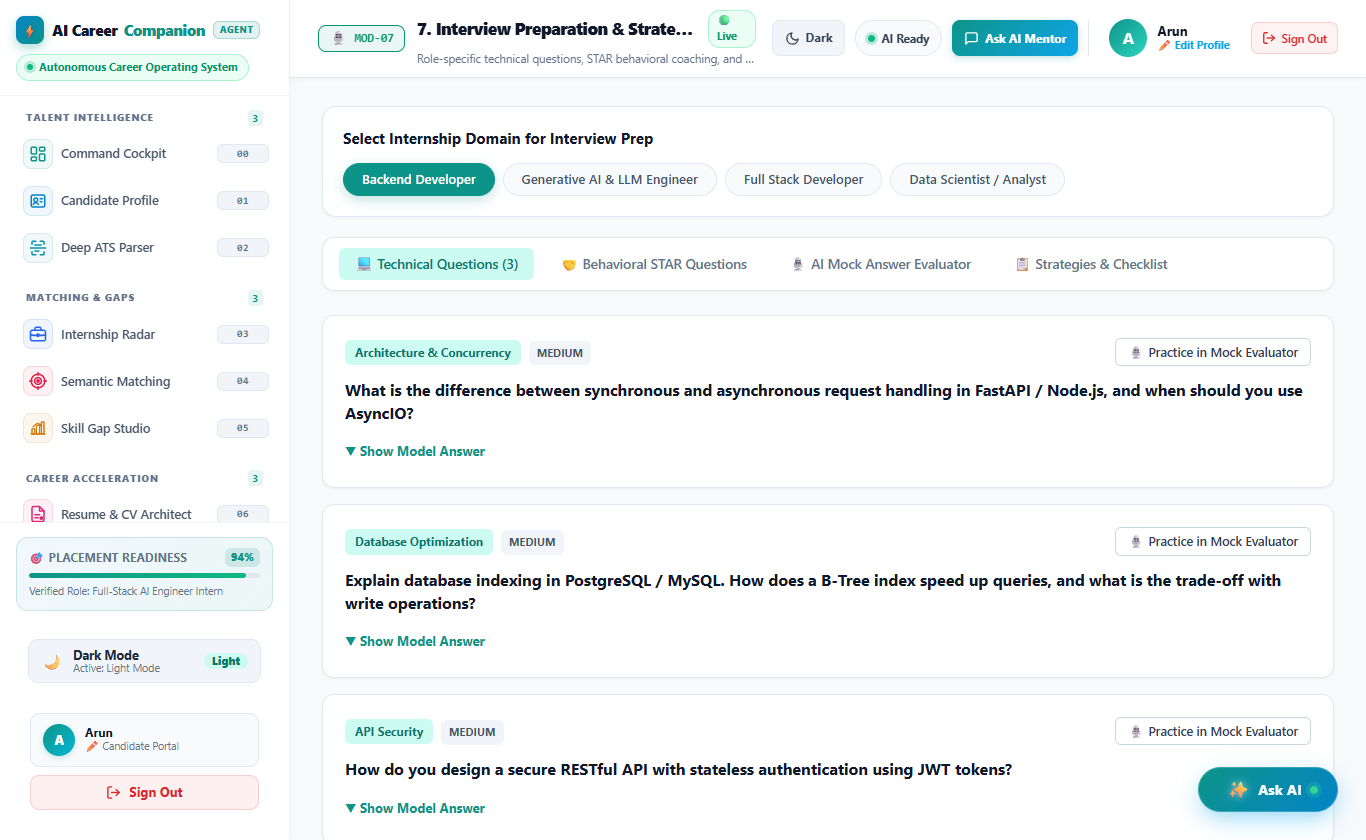 AI Career Companion AGENT
Autonomous Career Operating System
TALENT INTELLIGENCE 3
Command Cockpit 00
Candidate Profile 01
Deep ATS Parser 02
MATCHING & GAPS 3
Internship Radar 03
Semantic Matching 04
Skill Gap Studio 05
CAREER ACCELERATION 3
Resume & CV Architect 06
PLACEMENT READINESS 94%
Verified Role: Full-Stack AI Engineer Intern
Dark Mode
Active: Light Mode
Light
A
Arun
Candidate Portal
Sign Out
MOD-07
7. Interview Preparation & Strate...
Role-specific technical questions, STAR behavioral coaching, and ...
Live
Dark
AI Ready
Ask AI Mentor
A
Arun
Edit Profile
Sign Out
Select Internship Domain for Interview Prep
Backend Developer
Generative AI & LLM Engineer
Full Stack Developer
Data Scientist / Analyst
Technical Questions (3)
Behavioral STAR Questions
AI Mock Answer Evaluator
Strategies & Checklist
Architecture & Concurrency MEDIUM
Practice in Mock Evaluator
What is the difference between synchronous and asynchronous request handling in FastAPI / Node.js, and when should you use
AsyncIO?
▼ Show Model Answer
Database Optimization MEDIUM
Practice in Mock Evaluator
Explain database indexing in PostgreSQL / MySQL. How does a B-Tree index speed up queries, and what is the trade-off with
write operations?
▼ Show Model Answer
API Security MEDIUM
Practice in Mock Evaluator
How do you design a secure RESTful API with stateless authentication using JWT tokens?
▼ Show Model Answer
Ask AI